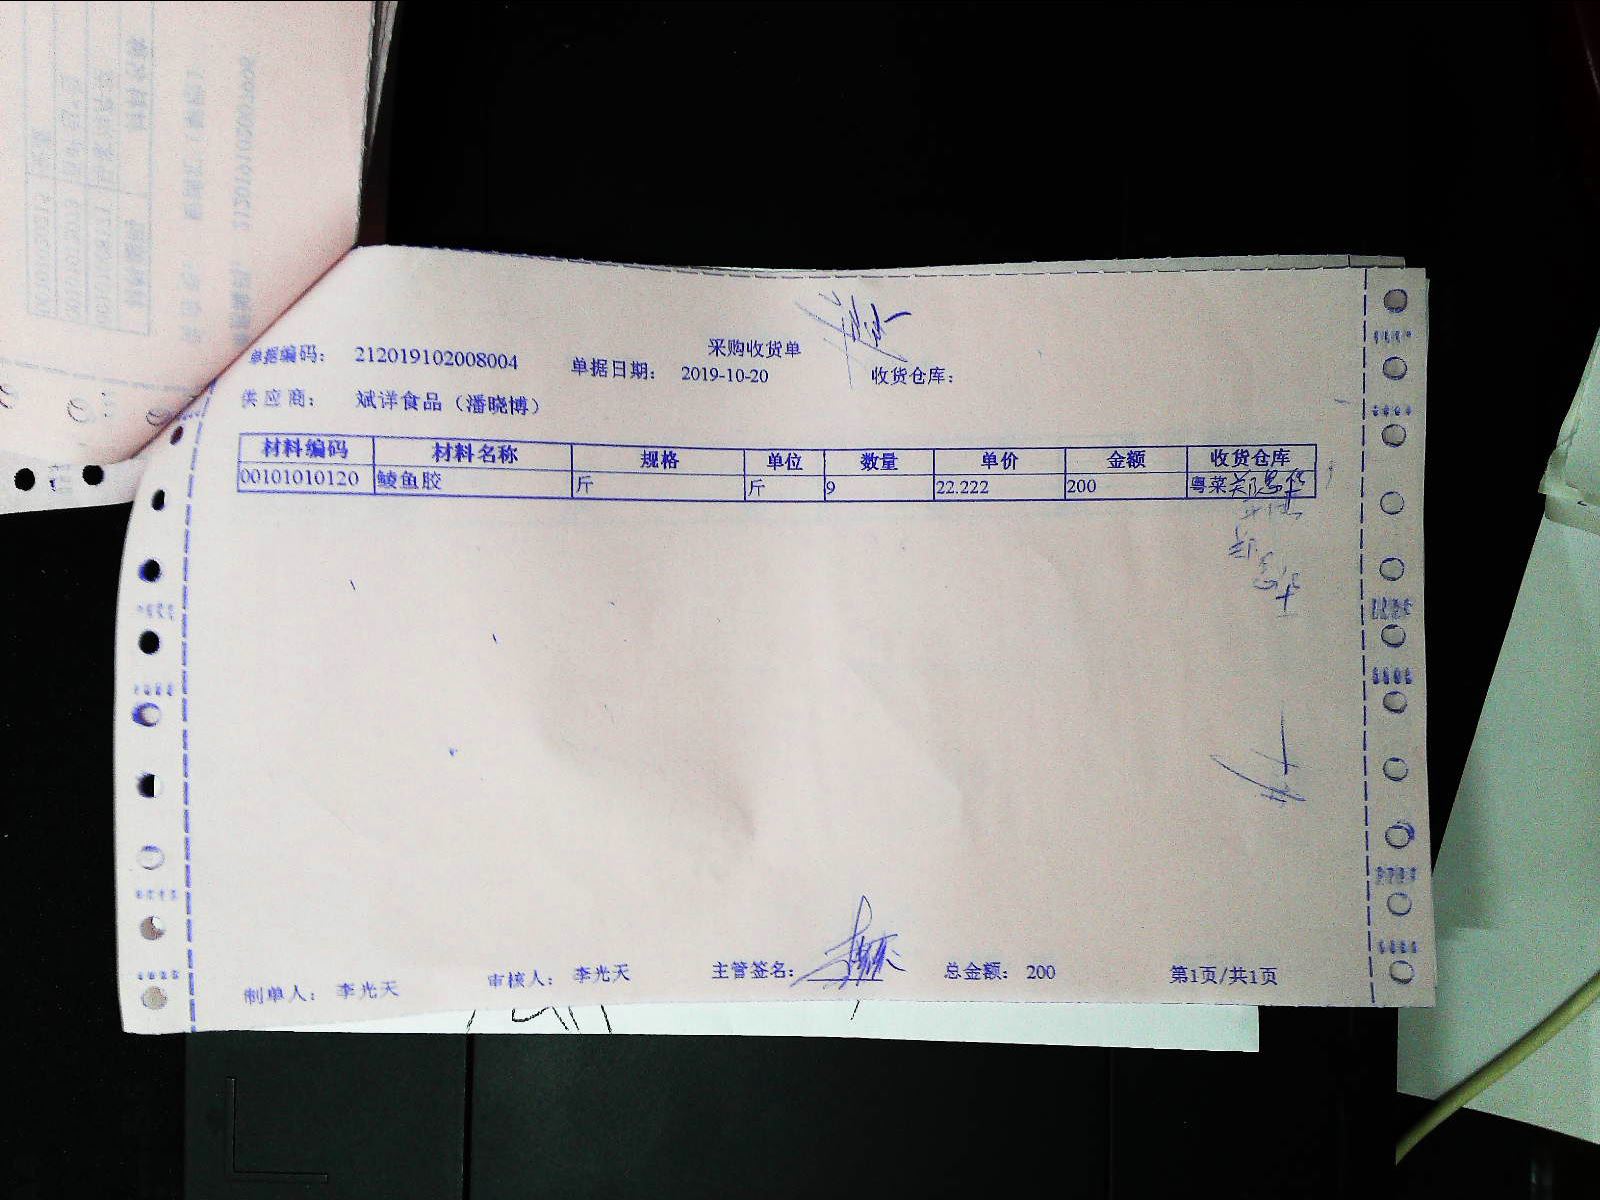 采购收货单
单据编码： 212019102008004 单据日期： 2019-10-20 收货仓库：
供应商： 斌洋食品（潘晓博）
材料编码 材料名称 规格 单位 数量 单价 金额 收货仓库
00101010120 鲮鱼胶 斤 斤 9 22.222 200 粤菜
制单人： 李光天 审核人： 李光天 主管签名： 总金额： 200 第1页/共1页
212019102007996